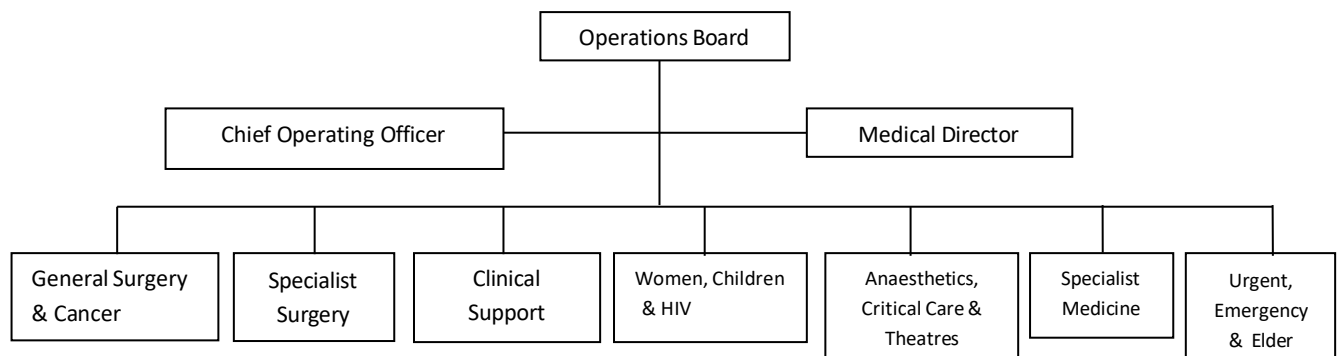 Operations Board
Chief Operating Officer
Medical Director
General Surgery
& Cancer
Specialist
Surgery
Clinical
Support
Women, Children
& HIV
Anaesthetics,
Critical Care &
Theatres
Specialist
Medicine
Urgent,
Emergency
& Elder